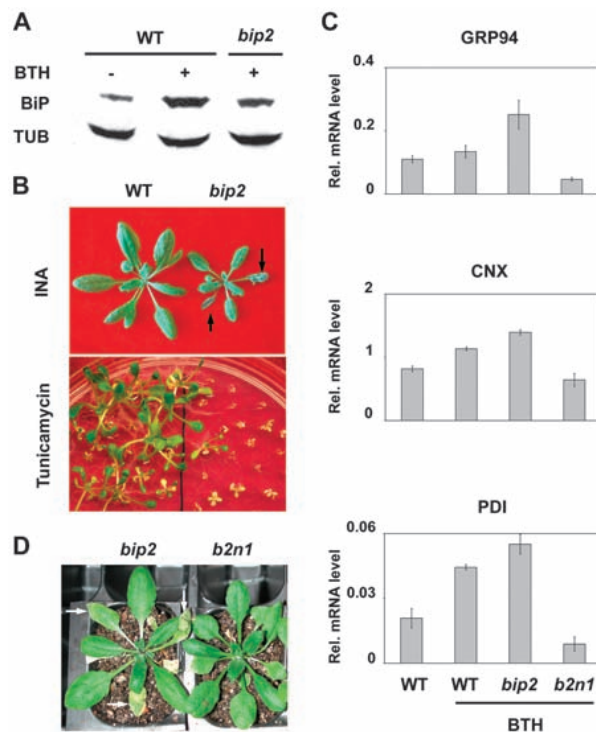 A
WT bip2
BTH - + +
BiP
TUB
B
WT bip2
INA
Tunicamycin
D
bip2 b2n1
C
GRP94
Rel. mRNA level
0.4
0.2
0
CNX
Rel. mRNA level
2
1
0
PDI
Rel. mRNA level
0.06
0.03
0
WT WT bip2 b2n1
BTH